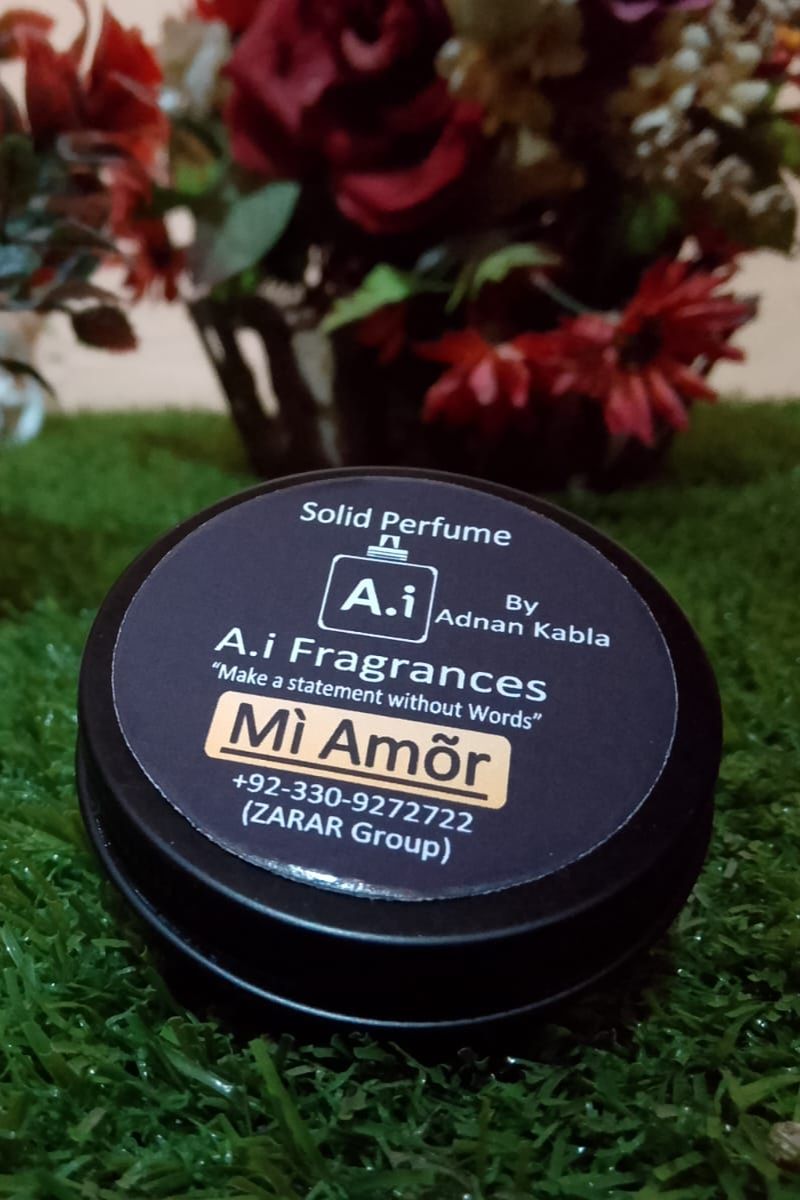 Solid Perfume
A.i
By
Adnan Kabla
A.i Fragrances
“Make a statement without Words”
Mì Amõr
+92-330-9272722
(ZARAR Group)